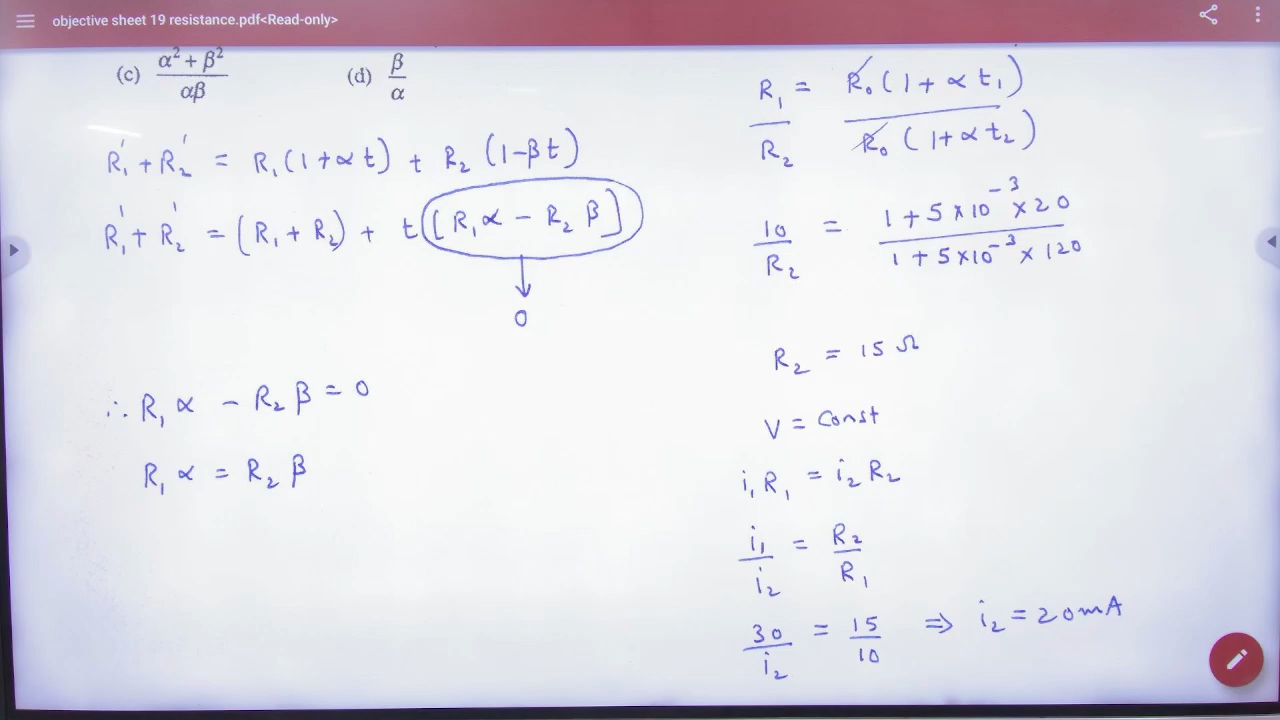 objective sheet 19 resistance.pdf<Read-only>
(c) α² + β² / αβ (d) β / α
R₁' + R₂' = R₁(1+αt) + R₂(1-βt)
R₁' + R₂' = (R₁ + R₂) + t[R₁α - R₂β]
0
∴ R₁α - R₂β = 0
R₁α = R₂β
R₁ / R₂ = R₀(1 + αt₁) / R₀(1 + αt₂)
10 / R₂ = 1 + 5×10⁻³×20 / 1 + 5×10⁻³×120
R₂ = 15 Ω
V = Const
i₁R₁ = i₂R₂
i₁ / i₂ = R₂ / R₁
30 / i₂ = 15 / 10 ⇒ i₂ = 20mA